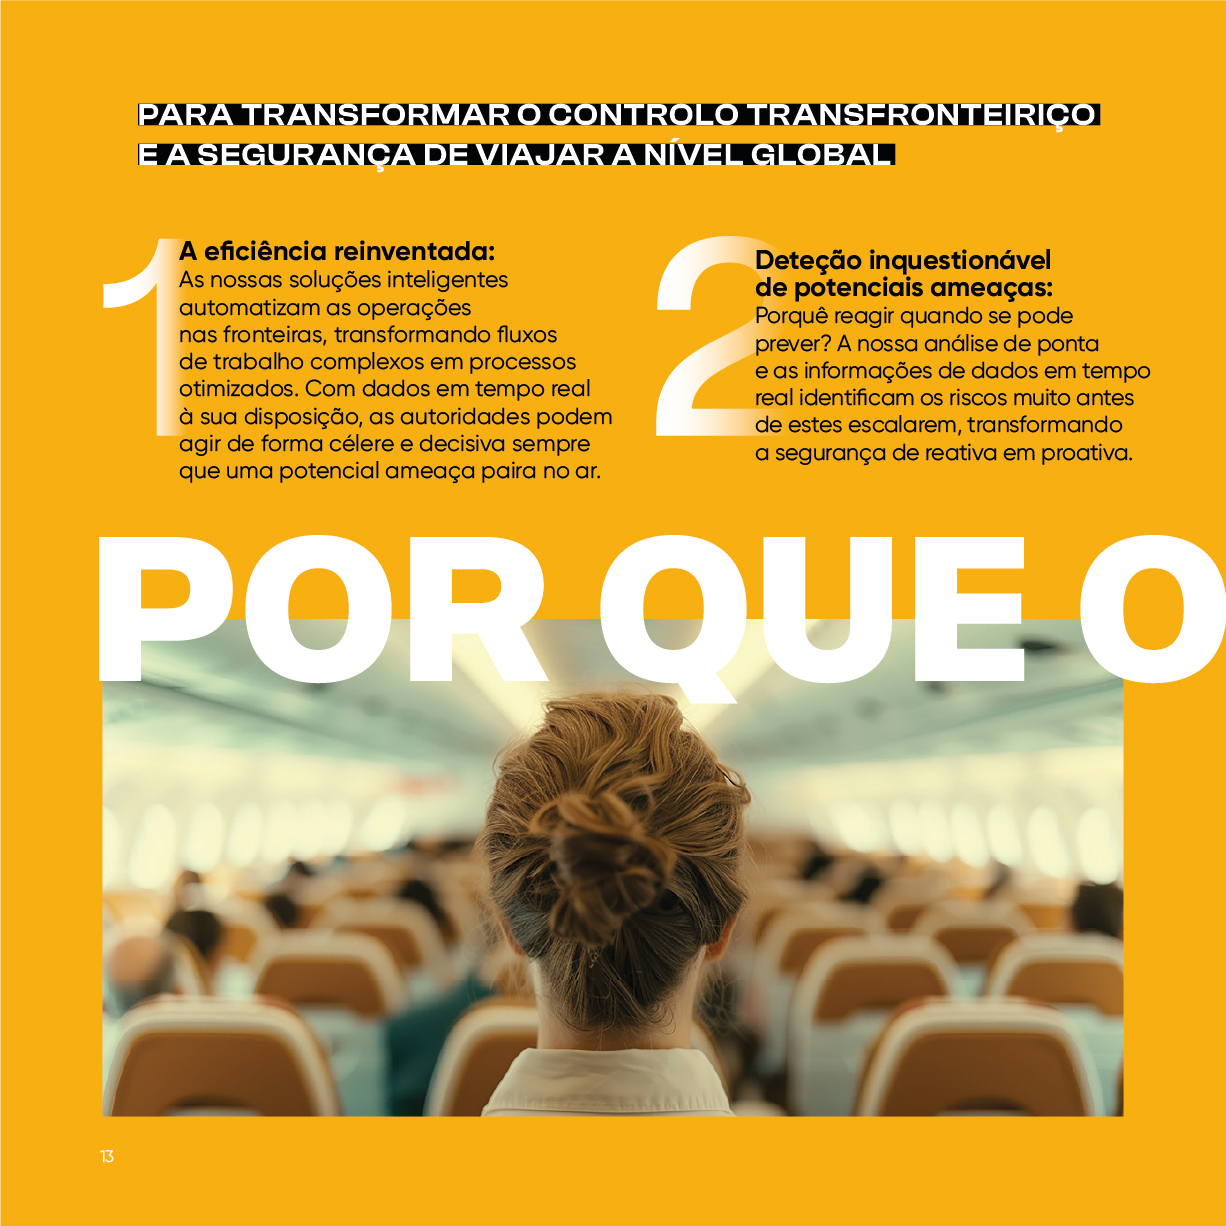 PARA TRANSFORMAR O CONTROLO TRANSFRONTEIRIÇO
E A SEGURANÇA DE VIAJAR A NÍVEL GLOBAL
1
A eficiência reinventada:
As nossas soluções inteligentes
automatizam as operações
nas fronteiras, transformando fluxos
de trabalho complexos em processos
otimizados. Com dados em tempo real
à sua disposição, as autoridades podem
agir de forma célere e decisiva sempre
que uma potencial ameaça paira no ar.
2
Deteção inquestionável
de potenciais ameaças:
Porquê reagir quando se pode
prever? A nossa análise de ponta
e as informações de dados em tempo
real identificam os riscos muito antes
de estes escalarem, transformando
a segurança de reativa em proativa.
POR QUE O
13